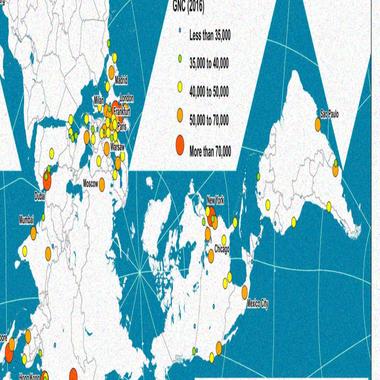 GNC (2016)
Less than 35,000
35,000 to 40,000
40,000 to 50,000
50,000 to 70,000
More than 70,000
Madrid
London
Milan
Frankfurt
Paris
Warsaw
Moscow
Dubai
Mumbai
Sao Paulo
New York
Chicago
Mexico City
Hong Kong